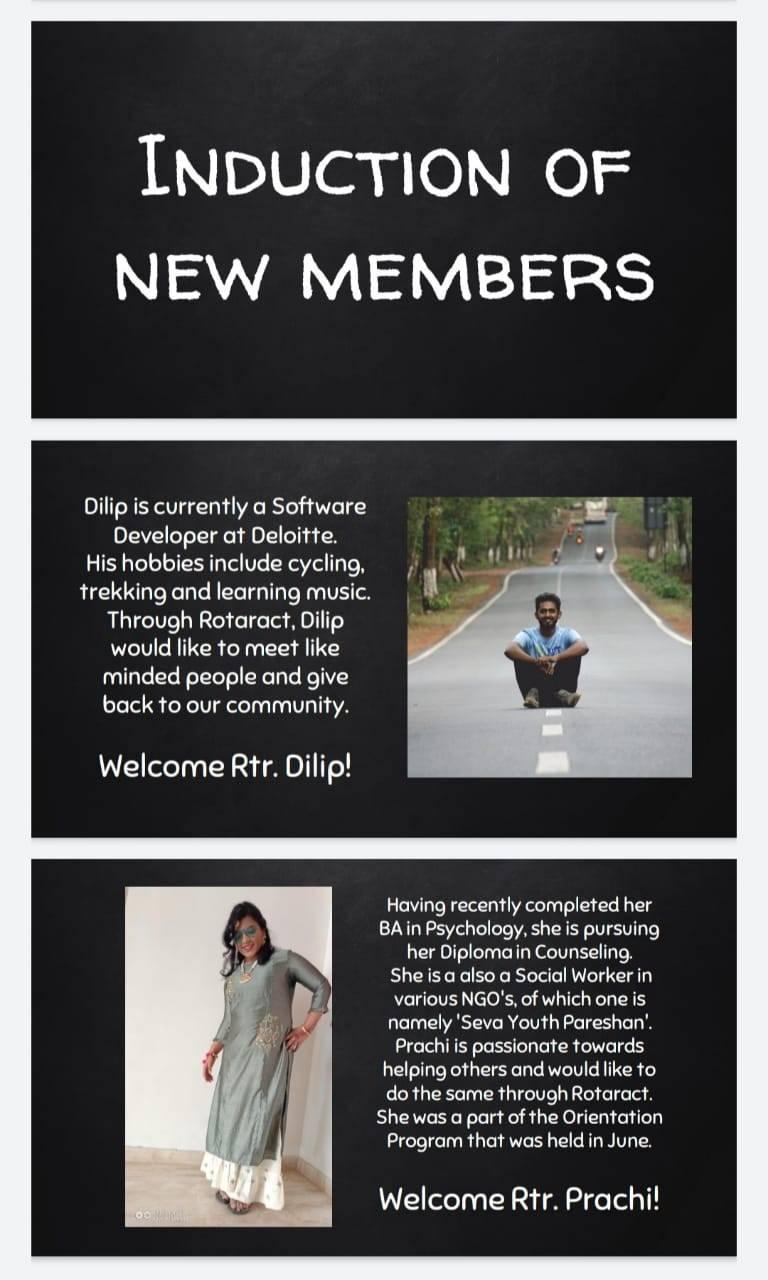 INDUCTION OF
NEW MEMBERS
Dilip is currently a Software
Developer at Deloitte.
His hobbies include cycling,
trekking and learning music.
Through Rotaract, Dilip
would like to meet like
minded people and give
back to our community.
Welcome Rtr. Dilip!
Having recently completed her
BA in Psychology, she is pursuing
her Diploma in Counseling.
She is a also a Social Worker in
various NGO's, of which one is
namely 'Seva Youth Pareshan'.
Prachi is passionate towards
helping others and would like to
do the same through Rotaract.
She was a part of the Orientation
Program that was held in June.
Welcome Rtr. Prachi!